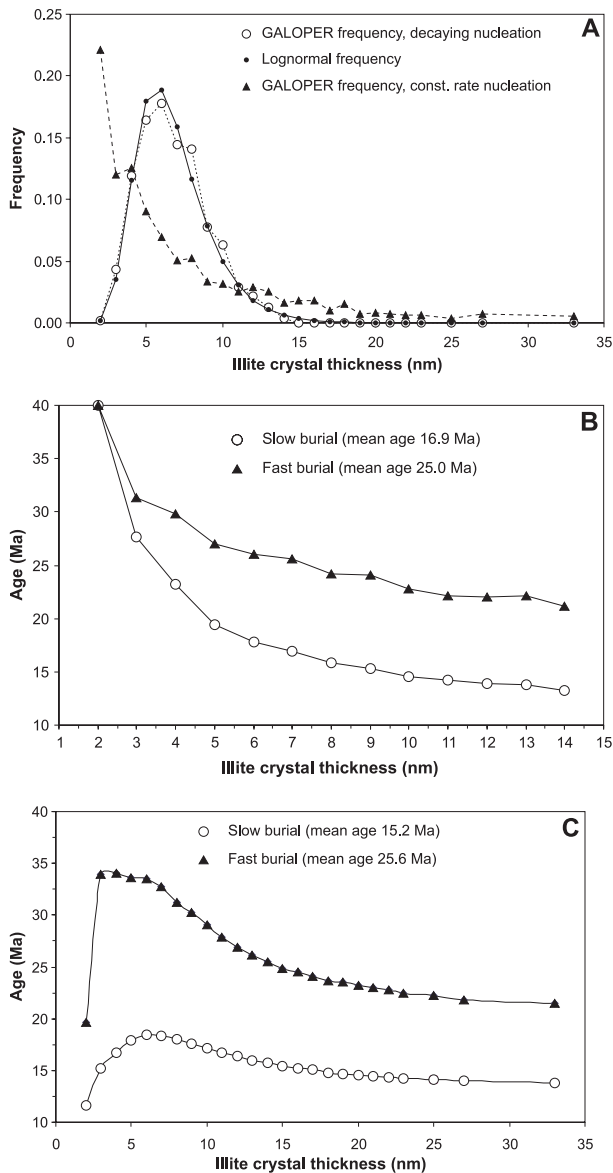 A
GALOPER frequency, decaying nucleation
Lognormal frequency
GALOPER frequency, const. rate nucleation
Frequency
0.25
0.20
0.15
0.10
0.05
0.00
0 5 10 15 20 25 30 35
Illite crystal thickness (nm)
B
Slow burial (mean age 16.9 Ma)
Fast burial (mean age 25.0 Ma)
Age (Ma)
40
35
30
25
20
15
10
1 2 3 4 5 6 7 8 9 10 11 12 13 14 15
Illite crystal thickness (nm)
C
Slow burial (mean age 15.2 Ma)
Fast burial (mean age 25.6 Ma)
Age (Ma)
40
35
30
25
20
15
10
0 5 10 15 20 25 30 35
Illite crystal thickness (nm)